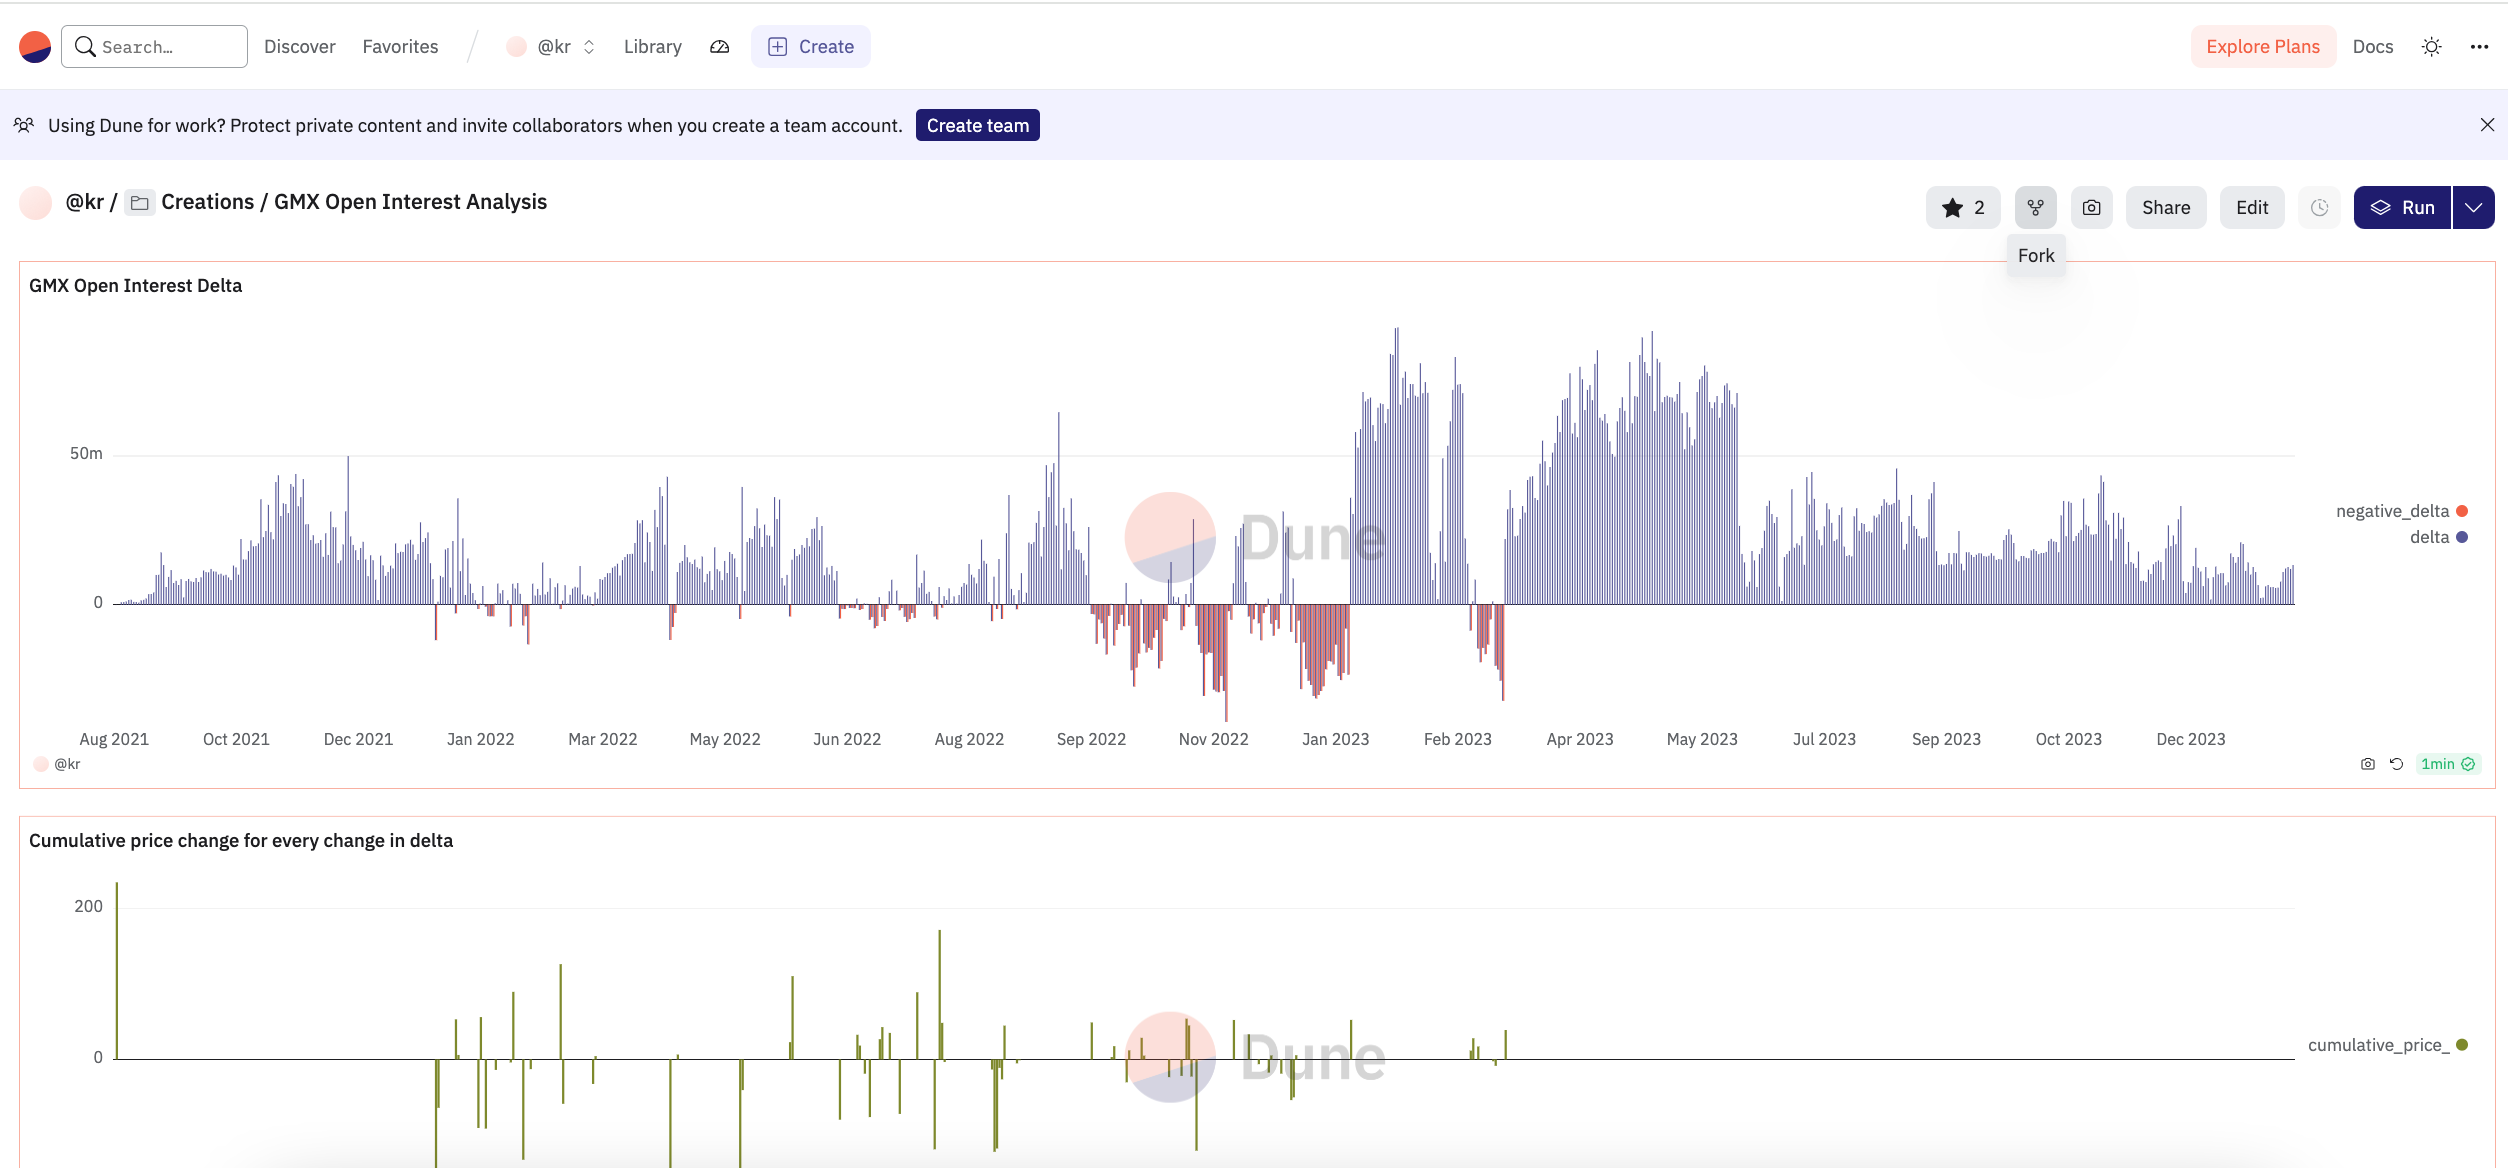 Search…
Discover
Favorites
@kr
Library
Create
Explore Plans
Docs
Using Dune for work? Protect private content and invite collaborators when you create a team account.
Create team
@kr / Creations / GMX Open Interest Analysis
2
Share
Edit
Run
Fork
GMX Open Interest Delta
50m
0
Dune
negative_delta
delta
Aug 2021 Oct 2021 Dec 2021 Jan 2022 Mar 2022 May 2022 Jun 2022 Aug 2022 Sep 2022 Nov 2022 Jan 2023 Feb 2023 Apr 2023 May 2023 Jul 2023 Sep 2023 Oct 2023 Dec 2023
@kr
1min
Cumulative price change for every change in delta
200
0
Dune
cumulative_price_